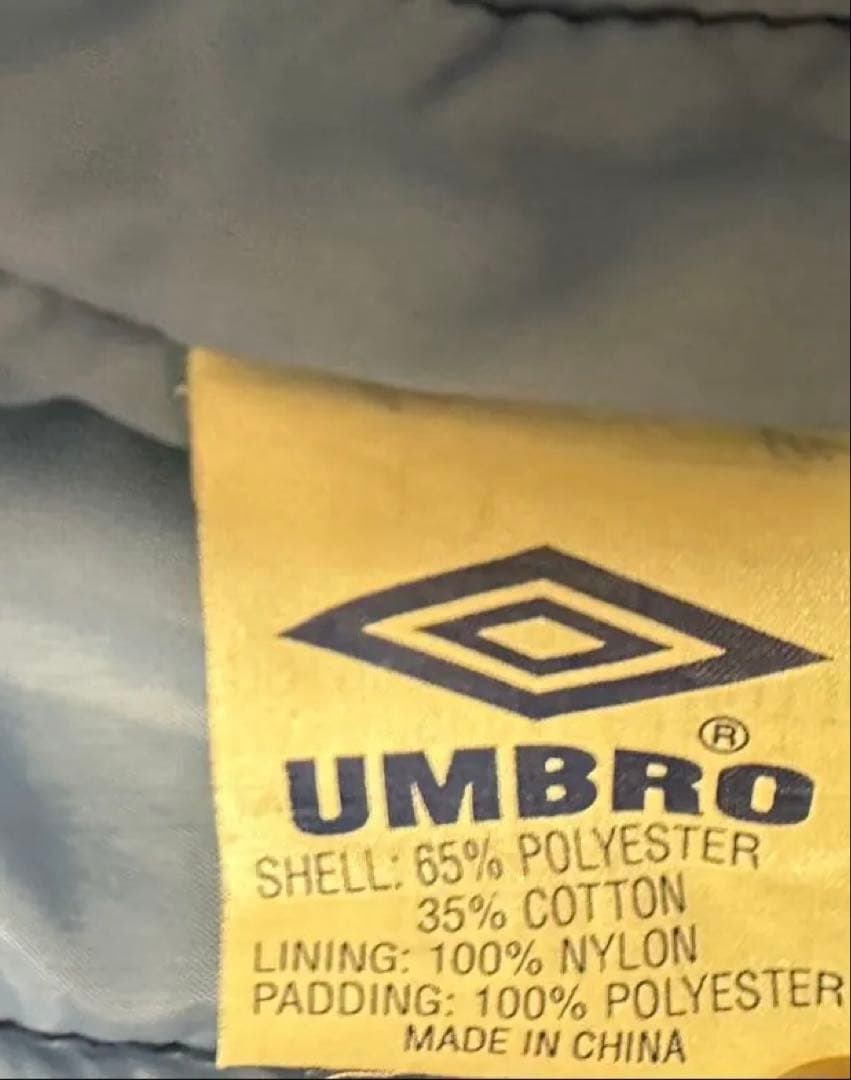 UMBRO®
SHELL: 65% POLYESTER
35% COTTON
LINING: 100% NYLON
PADDING: 100% POLYESTER
MADE IN CHINA